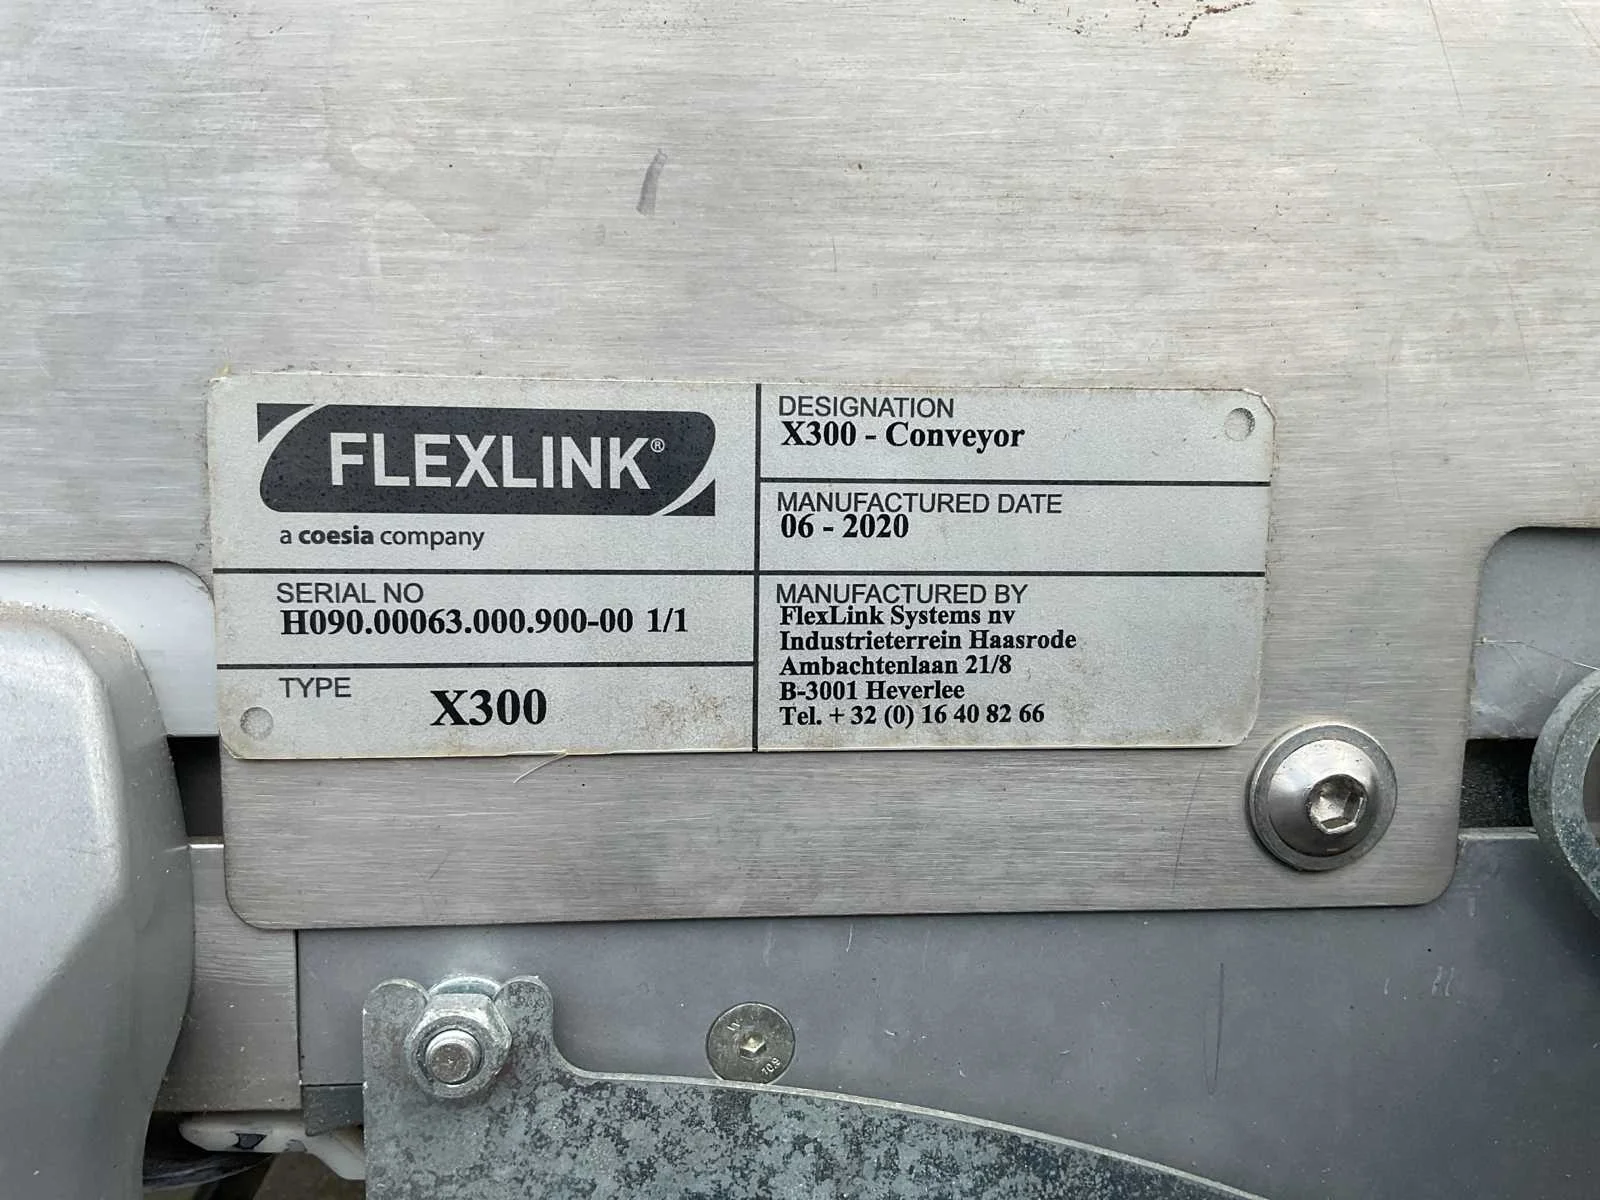 FLEXLINK®
a coesia company
SERIAL NO
H090.00063.000.900-00 1/1
TYPE
X300
DESIGNATION
X300 - Conveyor
MANUFACTURED DATE
06 - 2020
MANUFACTURED BY
FlexLink Systems nv
Industrieterrein Haasrode
Ambachtenlaan 21/8
B-3001 Heverlee
Tel. + 32 (0) 16 40 82 66